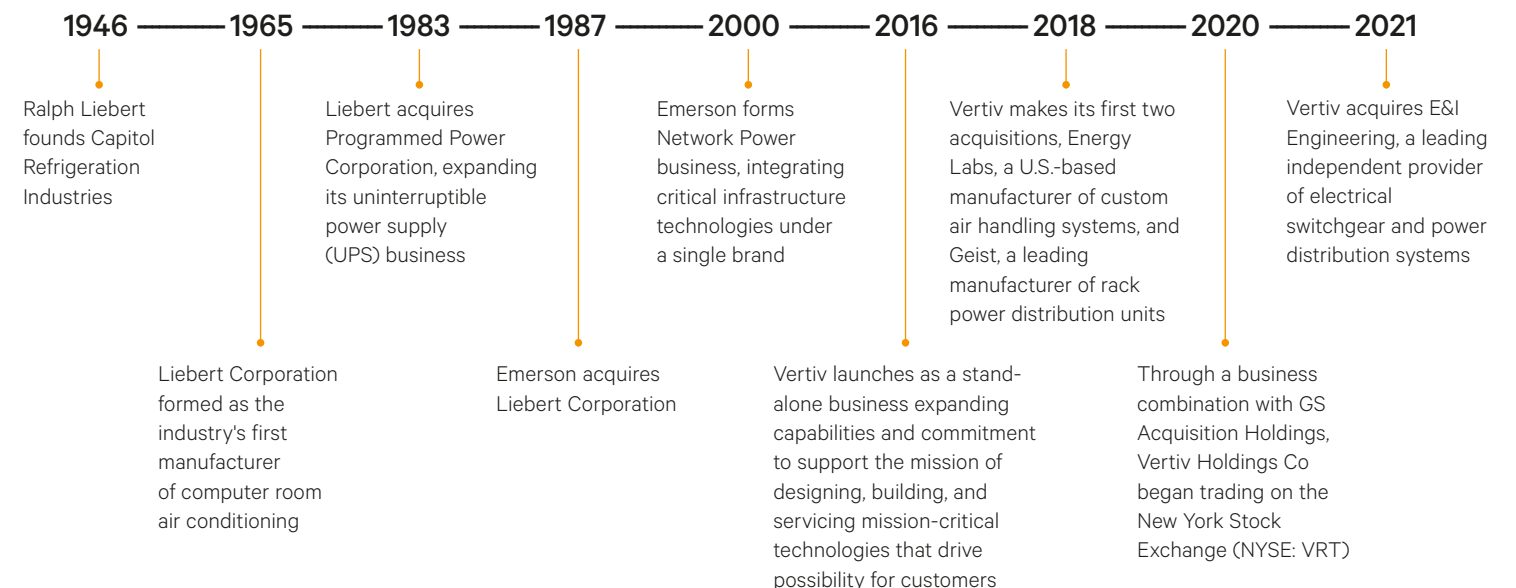 1946 1965 1983 1987 2000 2016 2018 2020 2021
Ralph Liebert
founds Capitol
Refrigeration
Industries
Liebert acquires
Programmed Power
Corporation, expanding
its uninterruptible
power supply
(UPS) business
Emerson forms
Network Power
business, integrating
critical infrastructure
technologies under
a single brand
Vertiv makes its first two
acquisitions, Energy
Labs, a U.S.-based
manufacturer of custom
air handling systems, and
Geist, a leading
manufacturer of rack
power distribution units
Vertiv acquires E&I
Engineering, a leading
independent provider
of electrical
switchgear and power
distribution systems
Liebert Corporation
formed as the
industry's first
manufacturer
of computer room
air conditioning
Emerson acquires
Liebert Corporation
Vertiv launches as a stand-
alone business expanding
capabilities and commitment
to support the mission of
designing, building, and
servicing mission-critical
technologies that drive
possibility for customers
Through a business
combination with GS
Acquisition Holdings,
Vertiv Holdings Co
began trading on the
New York Stock
Exchange (NYSE: VRT)